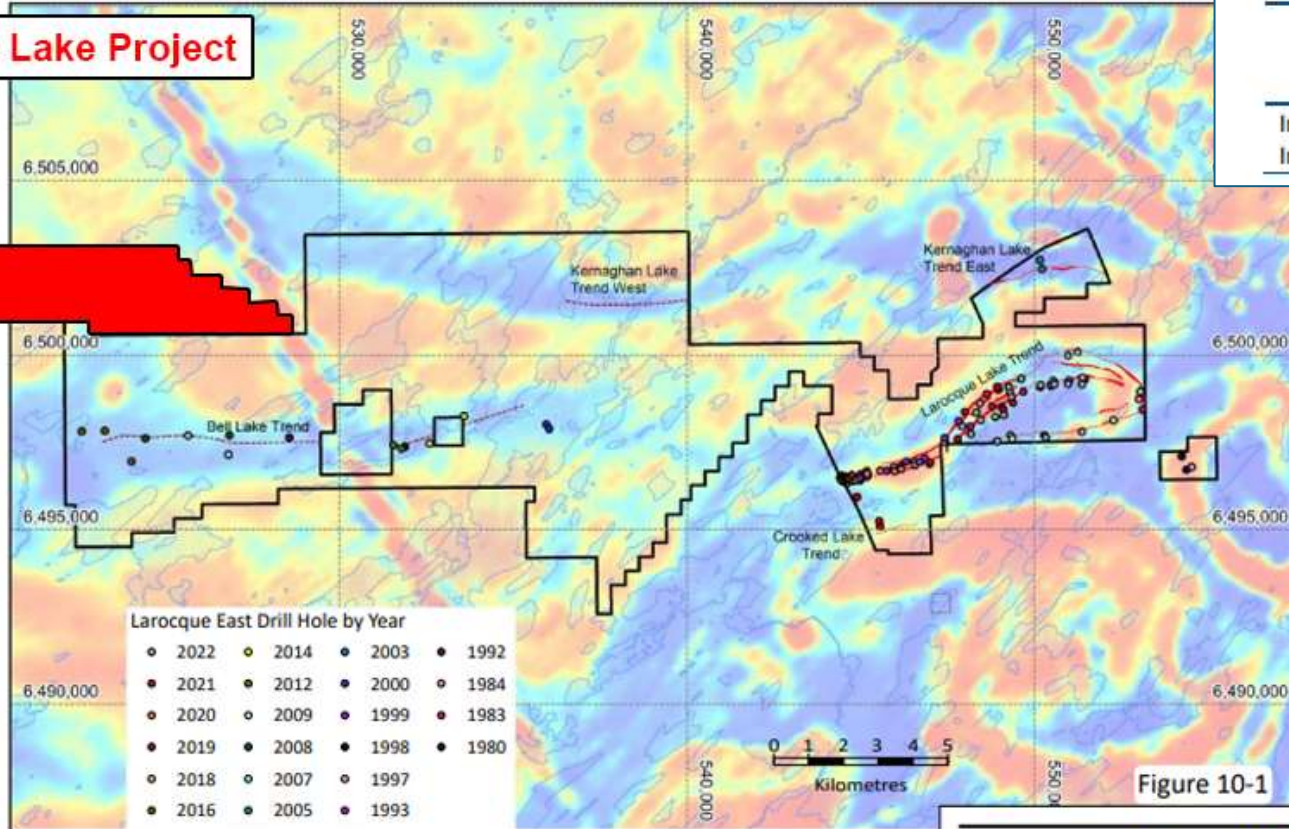 Lake Project
530,000
540,000
550,000
6,505,000
Kernaghan Lake
Trend East
Kernaghan Lake
Trend West
6,500,000
6,500,000
Larocque Lake Trend
Bell Lake Trend
6,495,000
6,495,000
Crooked Lake
Trend
Larocque East Drill Hole by Year
2022 2014 2003 1992
2021 2012 2000 1984
2020 2009 1999 1983
2019 2008 1998 1980
2018 2007 1997
2016 2005 1993
6,490,000
6,490,000
0 1 2 3 4 5
Kilometres
540,000
Figure 10-1